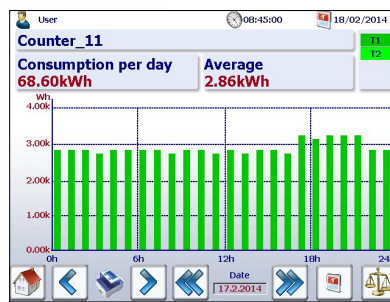 User 08:45:00 18/02/2014
Counter_11 T1
T2
Consumption per day Average
68.60kWh 2.86kWh
Wh
4.00k
3.00k
2.00k
1.00k
0.00k
0h 6h 12h 18h 24
Date
17.2.2014